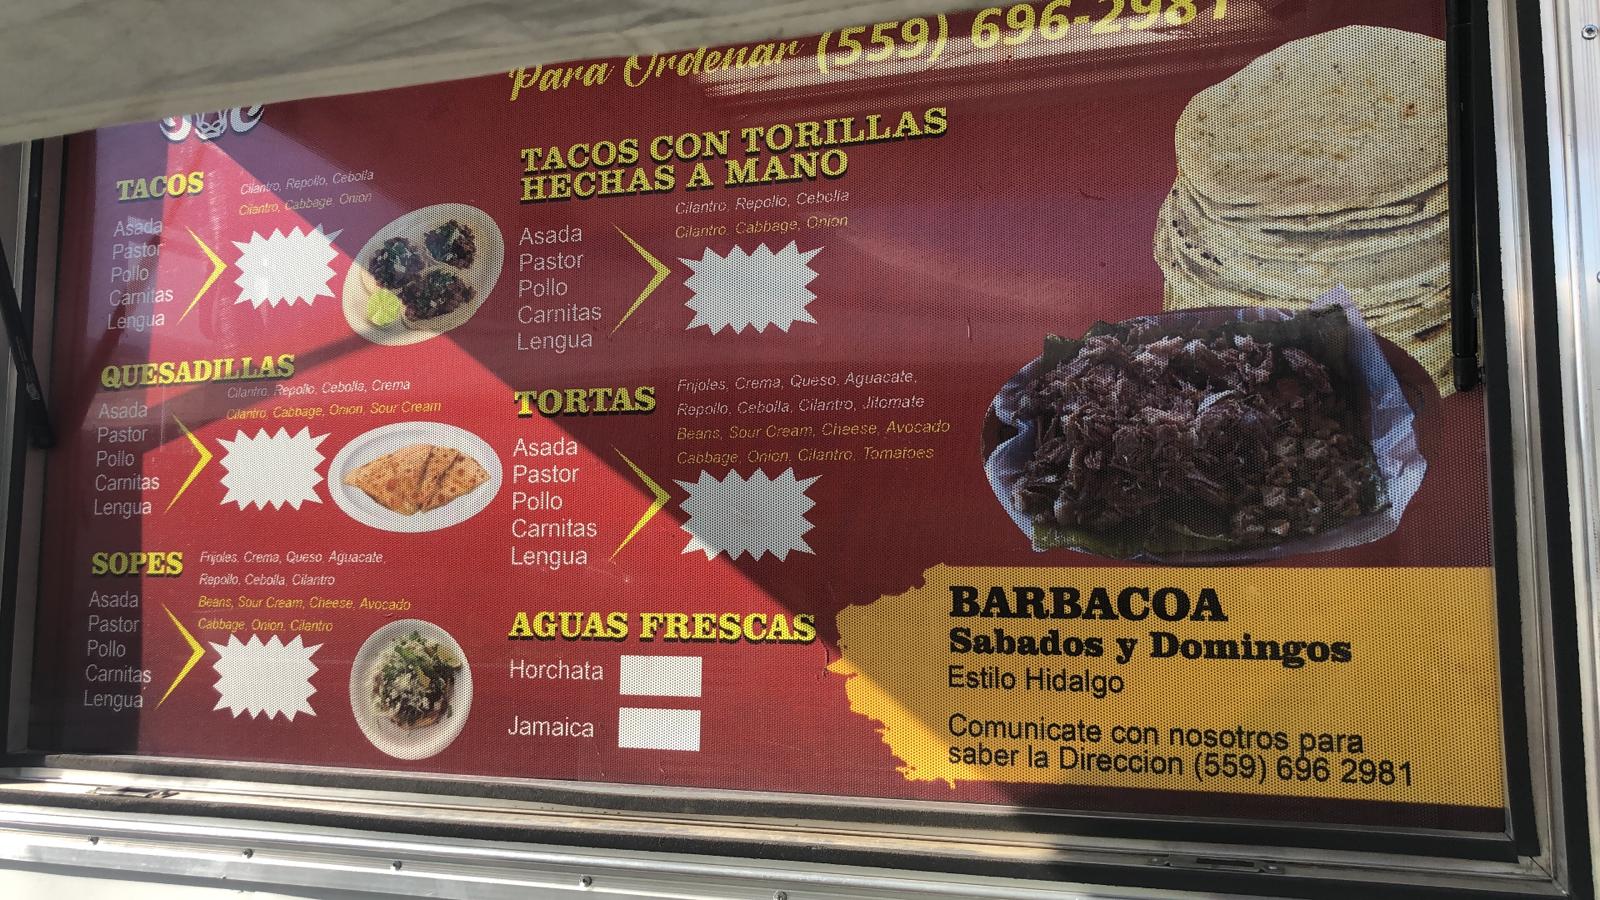 Para Ordenar (559) 696-2981
TACOS
Cilantro, Repollo, Cebolla
Cilantro, Cabbage, Onion
Asada
Pastor
Pollo
Carnitas
Lengua
QUESADILLAS
Cilantro, Repollo, Cebolla, Crema
Cilantro, Cabbage, Onion, Sour Cream
Asada
Pastor
Pollo
Carnitas
Lengua
SOPES
Frijoles, Crema, Queso, Aguacate,
Repollo, Cebolla, Cilantro
Beans, Sour Cream, Cheese, Avocado
Cabbage, Onion, Cilantro
Asada
Pastor
Pollo
Carnitas
Lengua
TACOS CON TORILLAS
HECHAS A MANO
Cilantro, Repollo, Cebolla
Cilantro, Cabbage, Onion
Asada
Pastor
Pollo
Carnitas
Lengua
TORTAS
Frijoles, Crema, Queso, Aguacate,
Repollo, Cebolla, Cilantro, Jitomate
Beans, Sour Cream, Cheese, Avocado
Cabbage, Onion, Cilantro, Tomatoes
Asada
Pastor
Pollo
Carnitas
Lengua
AGUAS FRESCAS
Horchata
Jamaica
BARBACOA
Sabados y Domingos
Estilo Hidalgo
Comunicate con nosotros para
saber la Direccion (559) 696 2981